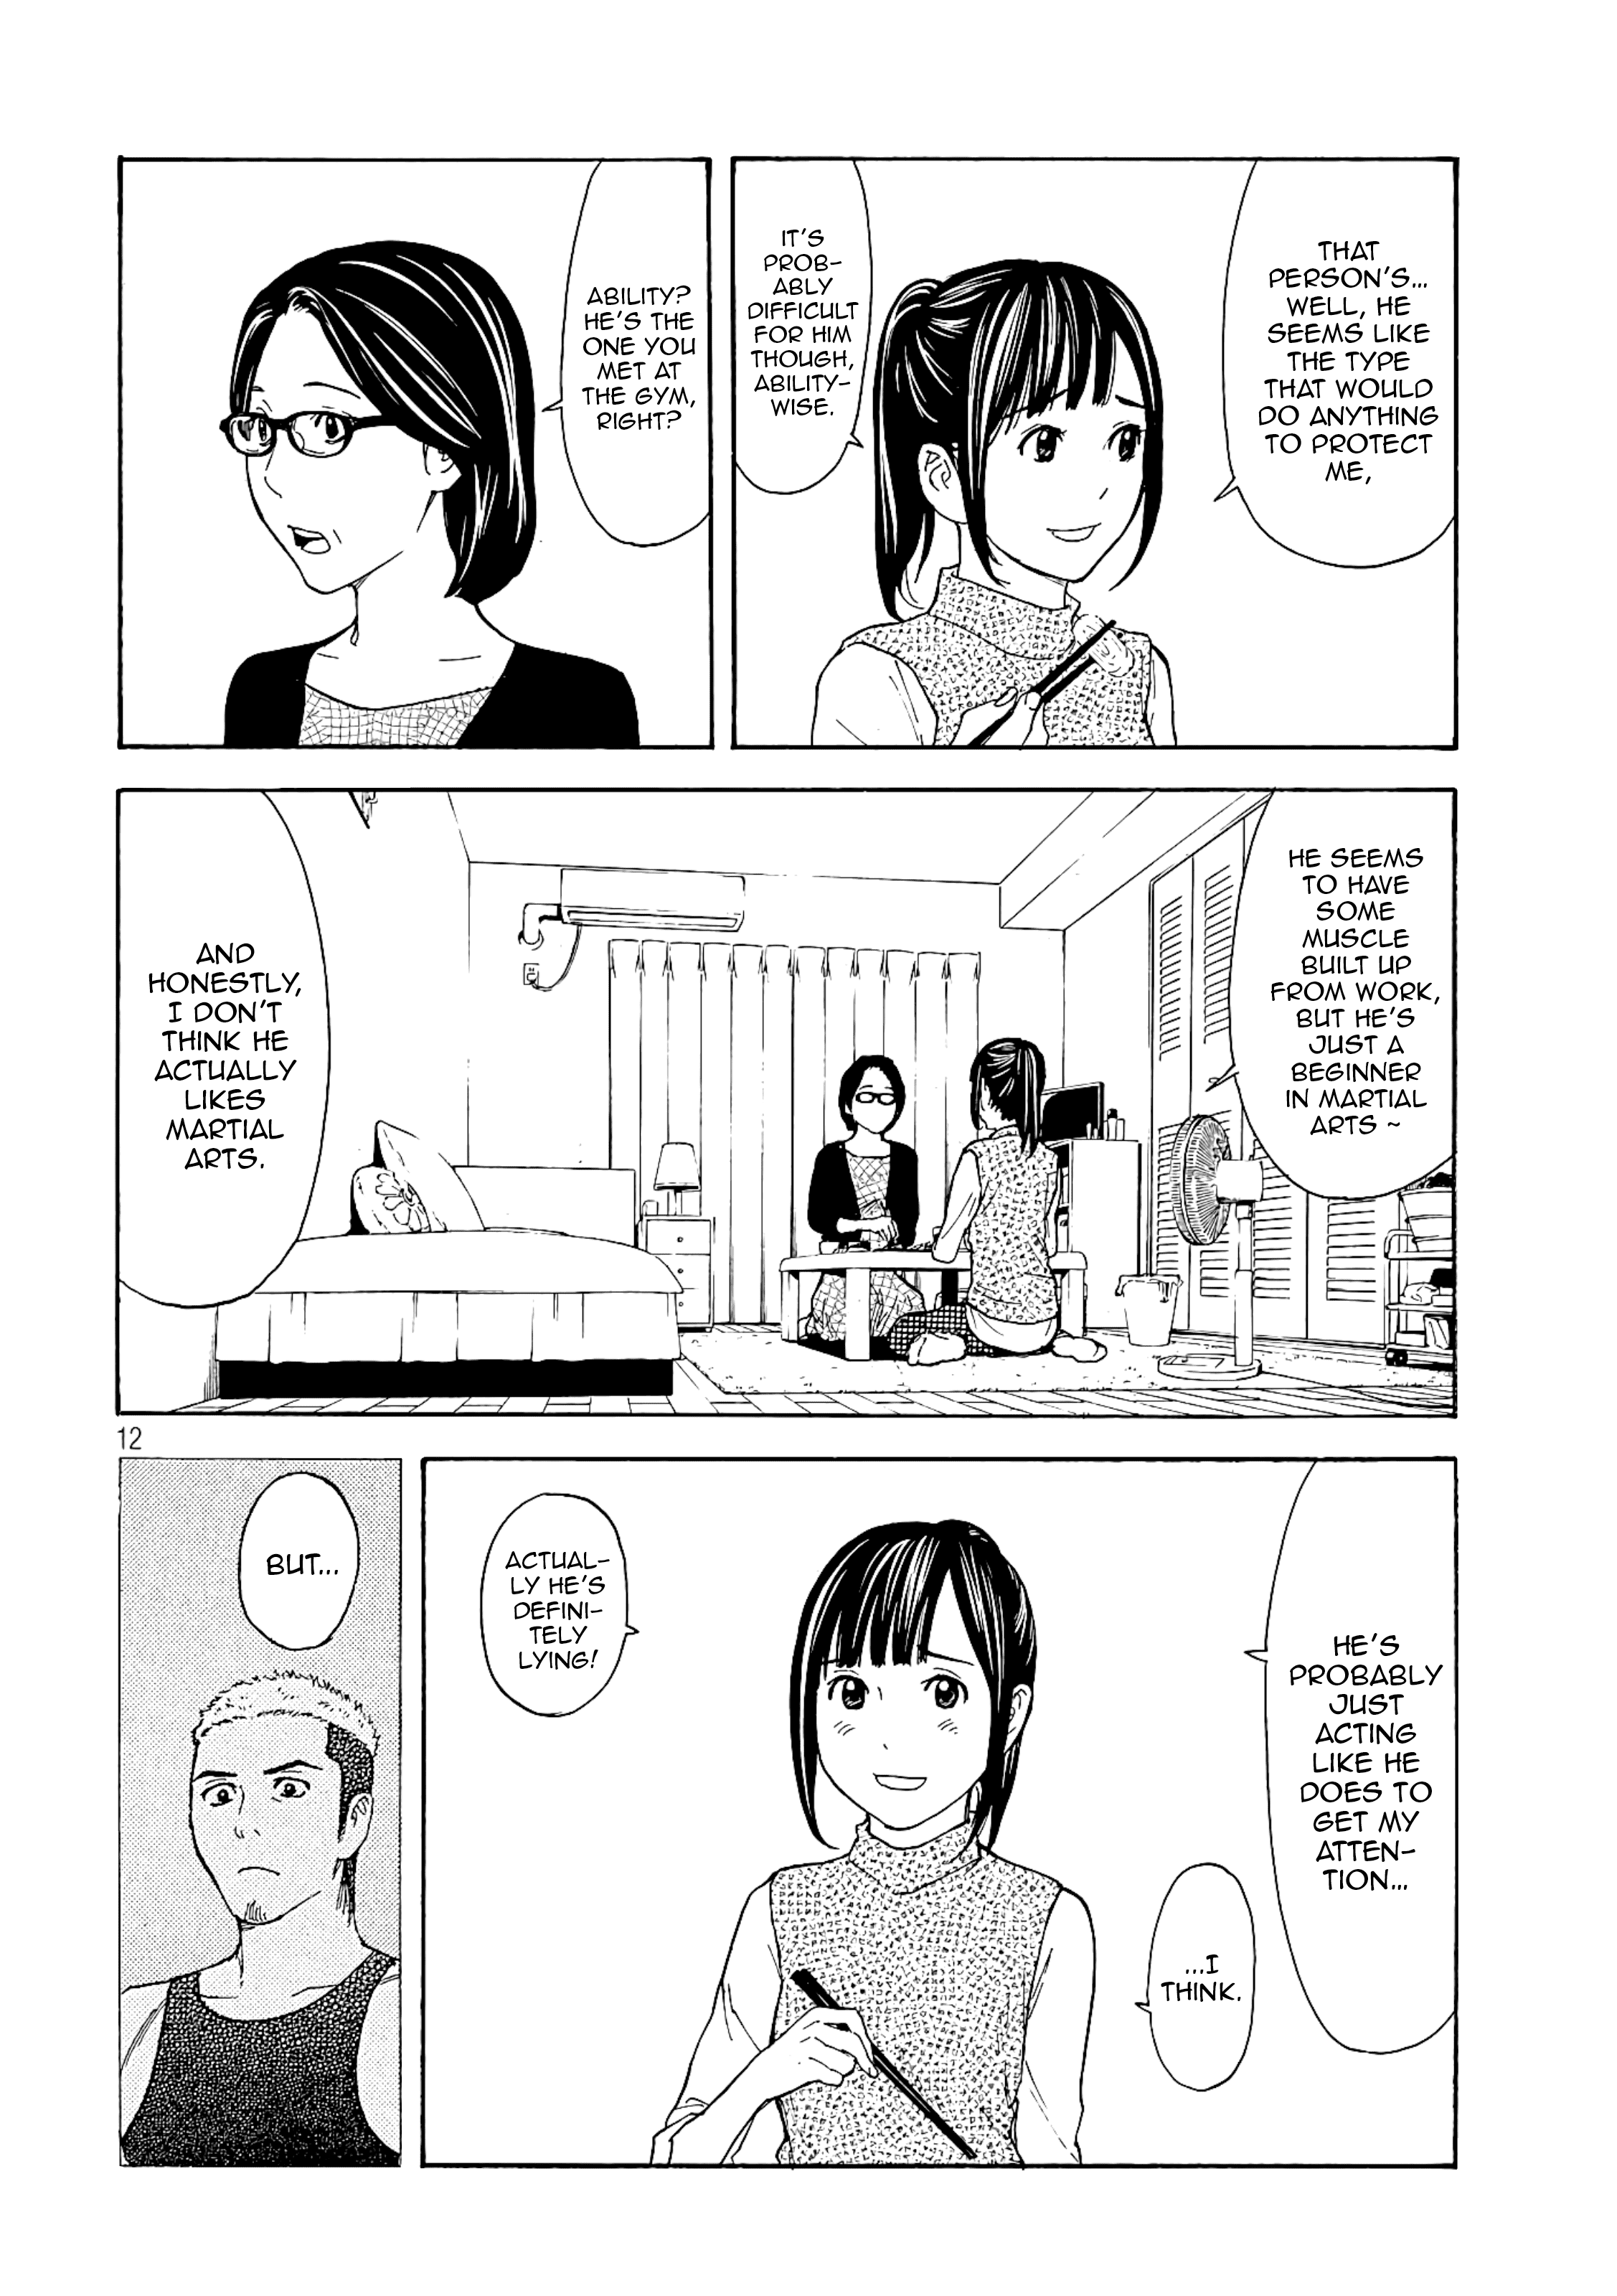 THAT
PERSON'S...
WELL, HE
SEEMS LIKE
THE TYPE
THAT WOULD
DO ANYTHING
TO PROTECT
ME,
IT'S
PROB-
ABLY
DIFFICULT
FOR HIM
THOUGH,
ABILITY-
WISE.
ABILITY?
HE'S THE
ONE YOU
MET AT
THE GYM,
RIGHT?
HE SEEMS
TO HAVE
SOME
MUSCLE
BUILT UP
FROM WORK,
BUT HE'S
JUST A
BEGINNER
IN MARTIAL
ARTS ~
AND
HONESTLY,
I DON'T
THINK HE
ACTUALLY
LIKES
MARTIAL
ARTS.
12
HE'S
PROBABLY
JUST
ACTING
LIKE HE
DOES TO
GET MY
ATTEN-
TION...
...I
THINK.
ACTUAL-
LY HE'S
DEFINI-
TELY
LYING!
BUT...